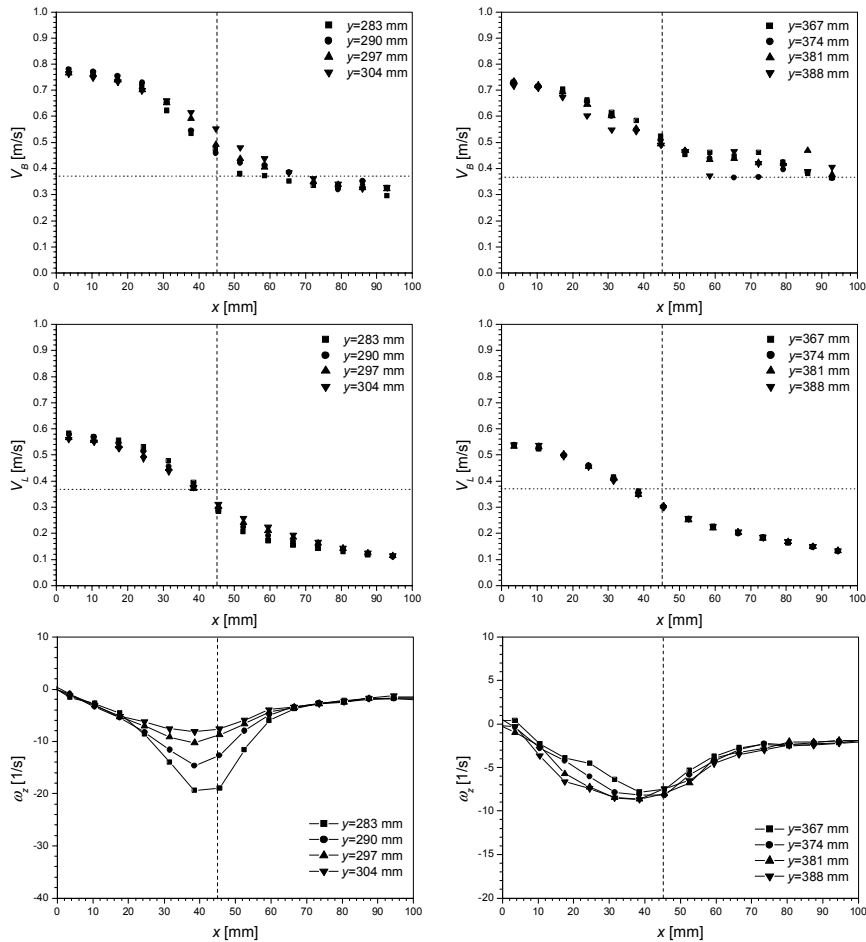 y=283 mm
y=290 mm
y=297 mm
y=304 mm
1.0
0.9
0.8
0.7
0.6
0.5
0.4
0.3
0.2
0.1
0.0
V_B [m/s]
0 10 20 30 40 50 60 70 80 90 100
x [mm]
y=367 mm
y=374 mm
y=381 mm
y=388 mm
1.0
0.9
0.8
0.7
0.6
0.5
0.4
0.3
0.2
0.1
0.0
V_B [m/s]
0 10 20 30 40 50 60 70 80 90 100
x [mm]
y=283 mm
y=290 mm
y=297 mm
y=304 mm
1.0
0.9
0.8
0.7
0.6
0.5
0.4
0.3
0.2
0.1
0.0
V_L [m/s]
0 10 20 30 40 50 60 70 80 90 100
x [mm]
y=367 mm
y=374 mm
y=381 mm
y=388 mm
1.0
0.9
0.8
0.7
0.6
0.5
0.4
0.3
0.2
0.1
0.0
V_L [m/s]
0 10 20 30 40 50 60 70 80 90 100
x [mm]
10
0
-10
-20
-30
-40
ω_z [1/s]
y=283 mm
y=290 mm
y=297 mm
y=304 mm
0 10 20 30 40 50 60 70 80 90 100
x [mm]
10
5
0
-5
-10
-15
-20
ω_z [1/s]
y=367 mm
y=374 mm
y=381 mm
y=388 mm
0 10 20 30 40 50 60 70 80 90 100
x [mm]